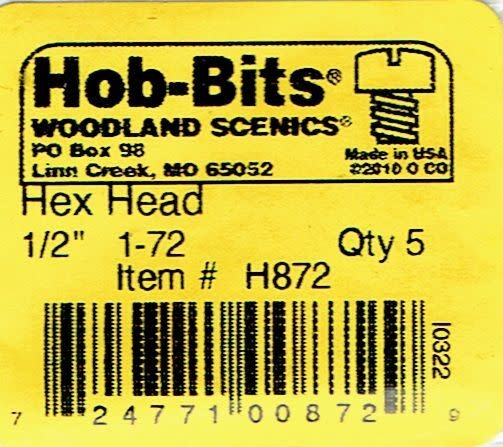 Hob-Bits®
WOODLAND SCENICS®
PO Box 98
Linn Creek, MO 65052
Made in USA
©2010 O CO
Hex Head
1/2" 1-72 Qty 5
Item # H872
I0322
7 24771 00872 9